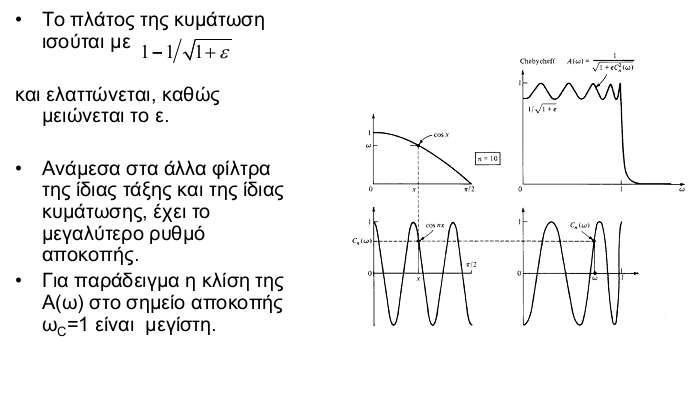 • Το πλάτος της κυμάτωση
ισούται με 1−1/√1+ε
και ελαττώνεται, καθώς
μειώνεται το ε.
• Ανάμεσα στα άλλα φίλτρα
της ίδιας τάξης και της ίδιας
κυμάτωσης, έχει το
μεγαλύτερο ρυθμό
αποκοπής.
• Για παράδειγμα η κλίση της
Α(ω) στο σημείο αποκοπής
ωC=1 είναι μεγίστη.
Chebycheff A(ω) = 1/√1+εCₙ²(ω)
1
1/√1+ε
0
1
ω
1
ω
cos x
0
x
π/2
n = 10
Cₙ(ω)
cos nx
0
x
π/2
1
Cₙ(ω)
0
ω
1